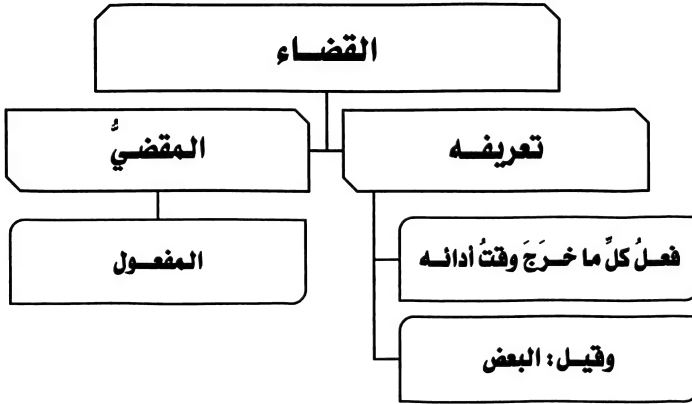 القضاء
تعريفه
المقضيُّ
فعلُ كلِّ ما خرَجَ وقتُ أدائه
المفعول
وقيل: البعض